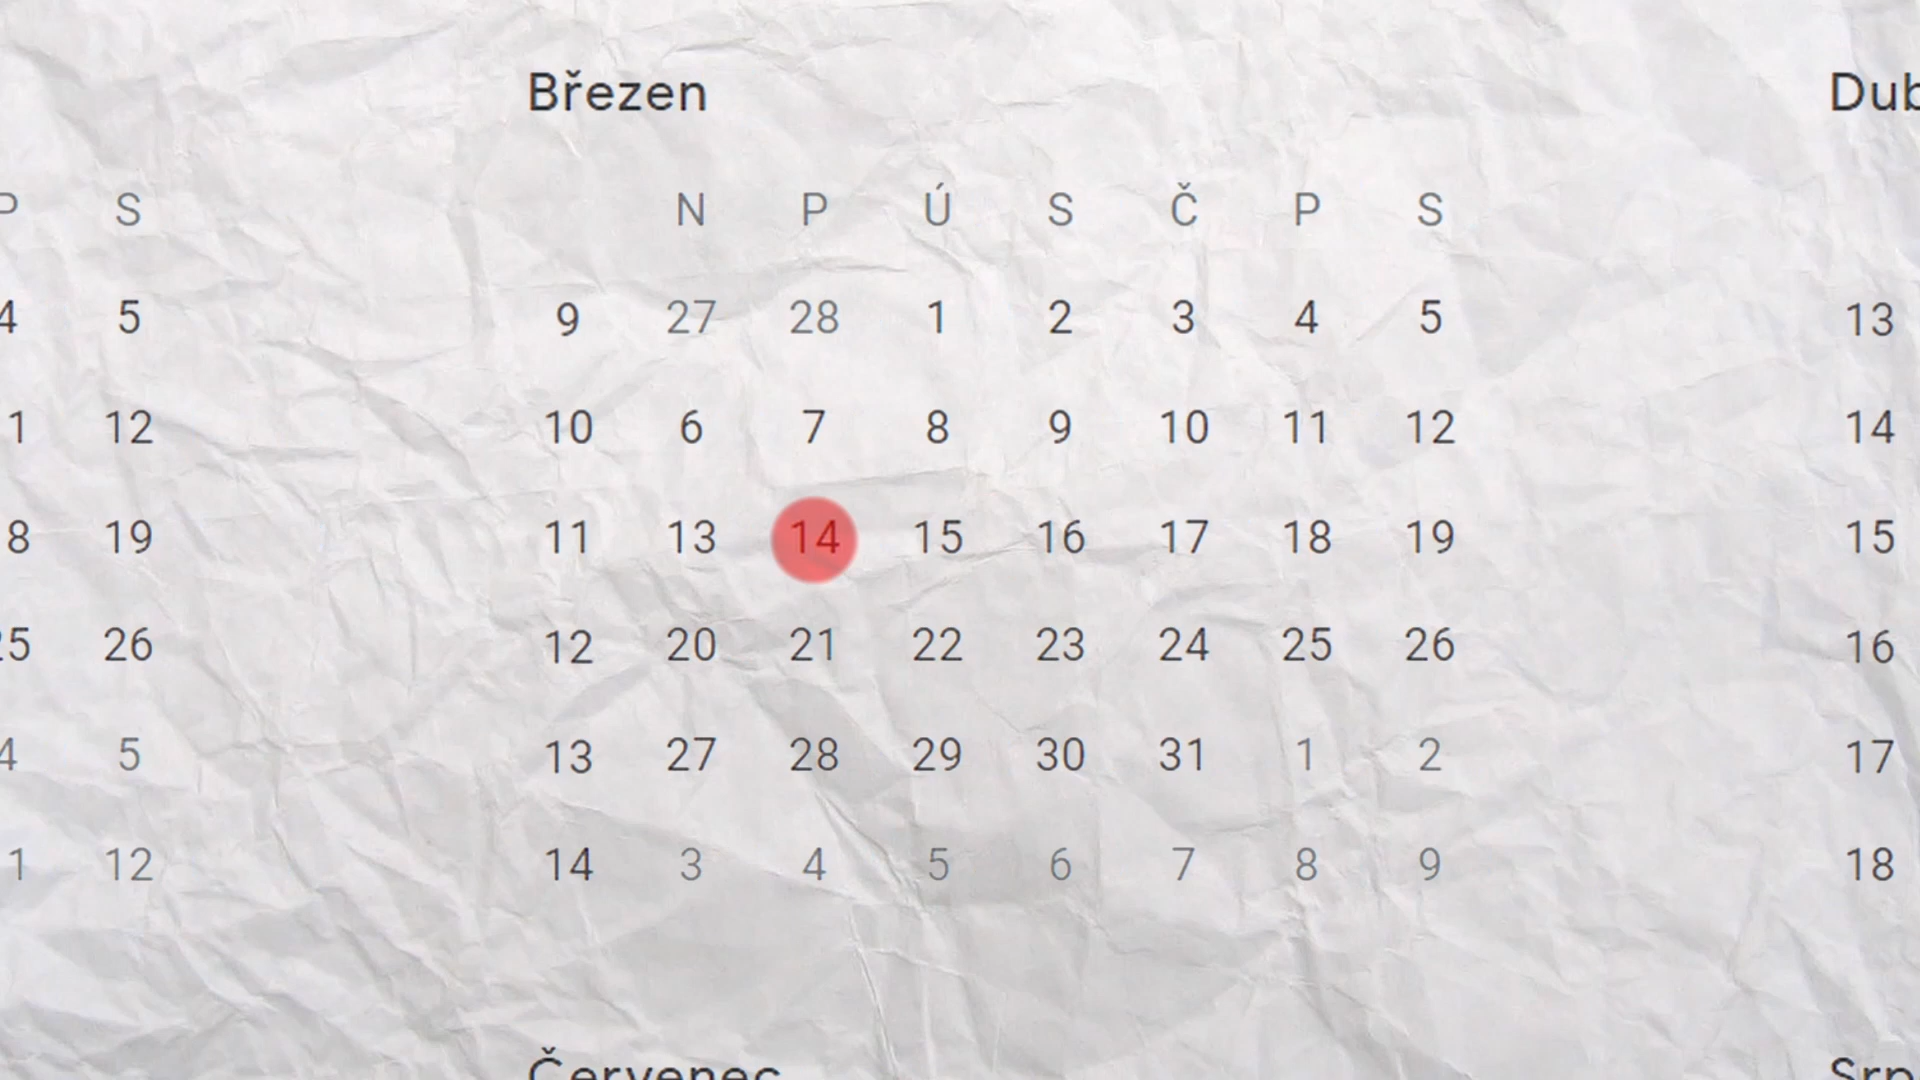 Březen
Dub
P S
N P Ú S Č P S
4 5
9 27 28 1 2 3 4 5
13
1 12
10 6 7 8 9 10 11 12
14
8 19
11 13 14 15 16 17 18 19
15
25 26
12 20 21 22 23 24 25 26
16
4 5
13 27 28 29 30 31 1 2
17
1 12
14 3 4 5 6 7 8 9
18
Červenec
Srp